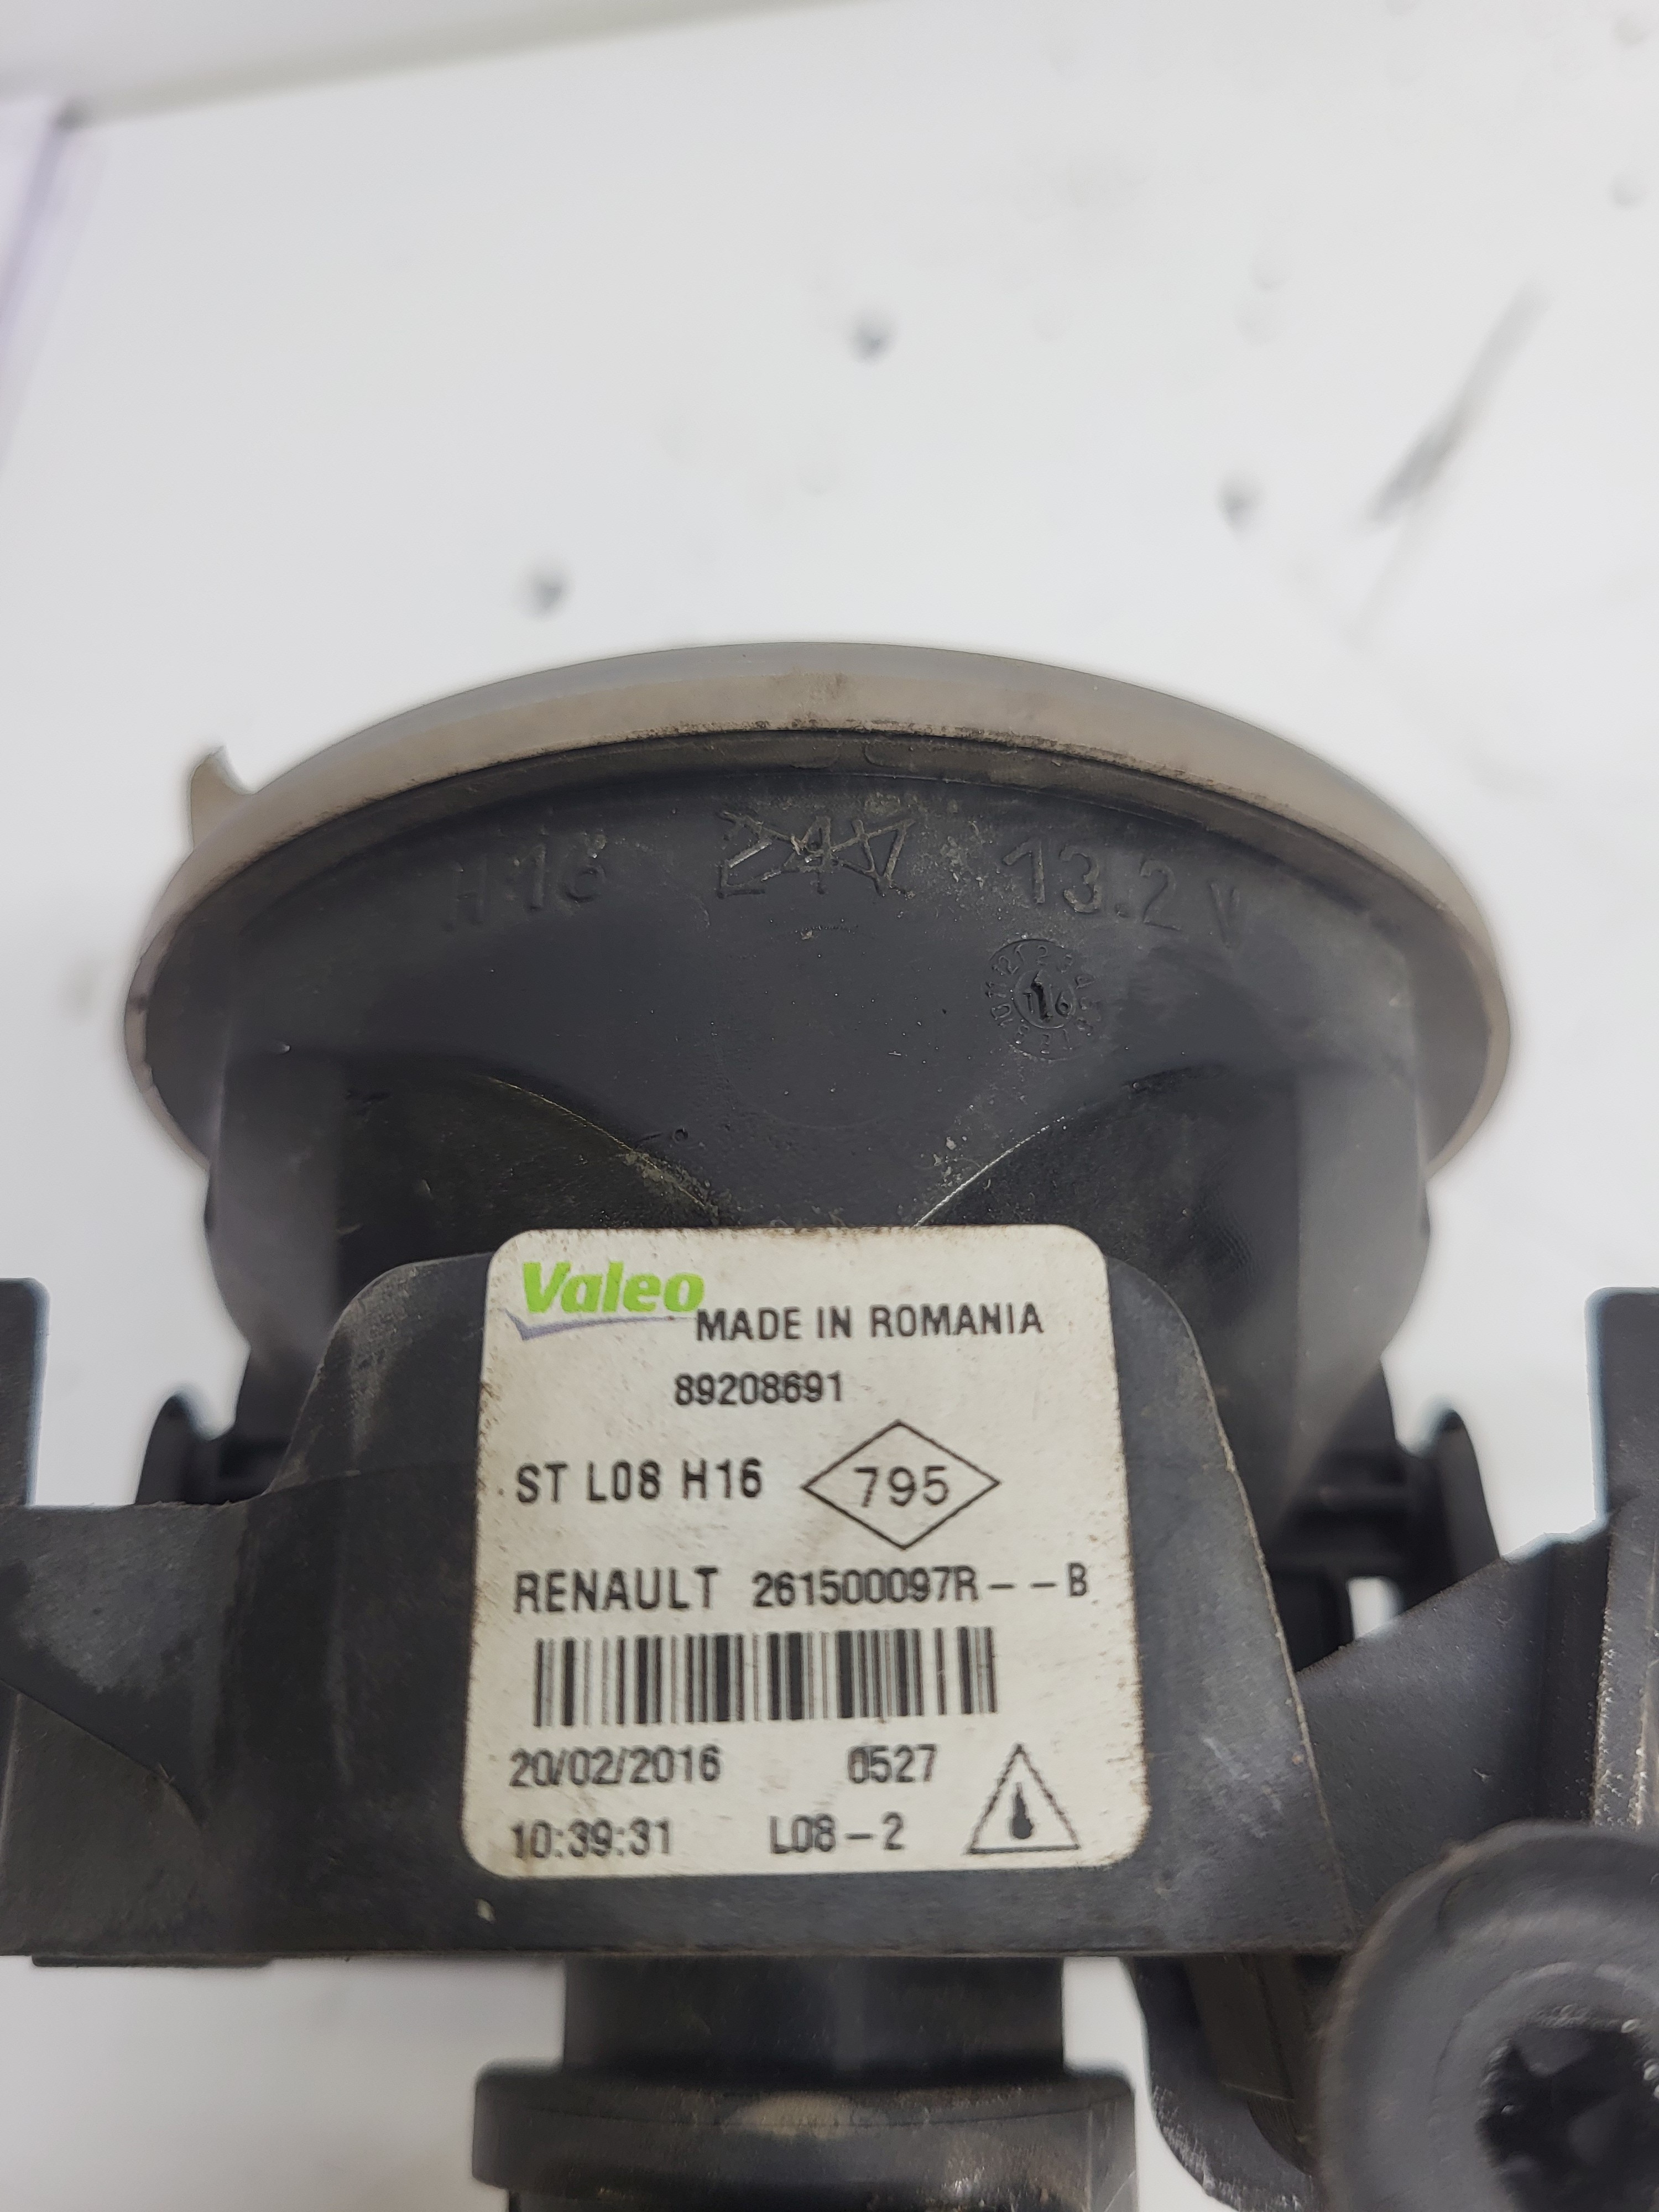 H16 13.2 V
Valeo
MADE IN ROMANIA
89208691
ST L08 H16 795
RENAULT 261500097R--B
20/02/2016 0527
10:39:31 L08-2